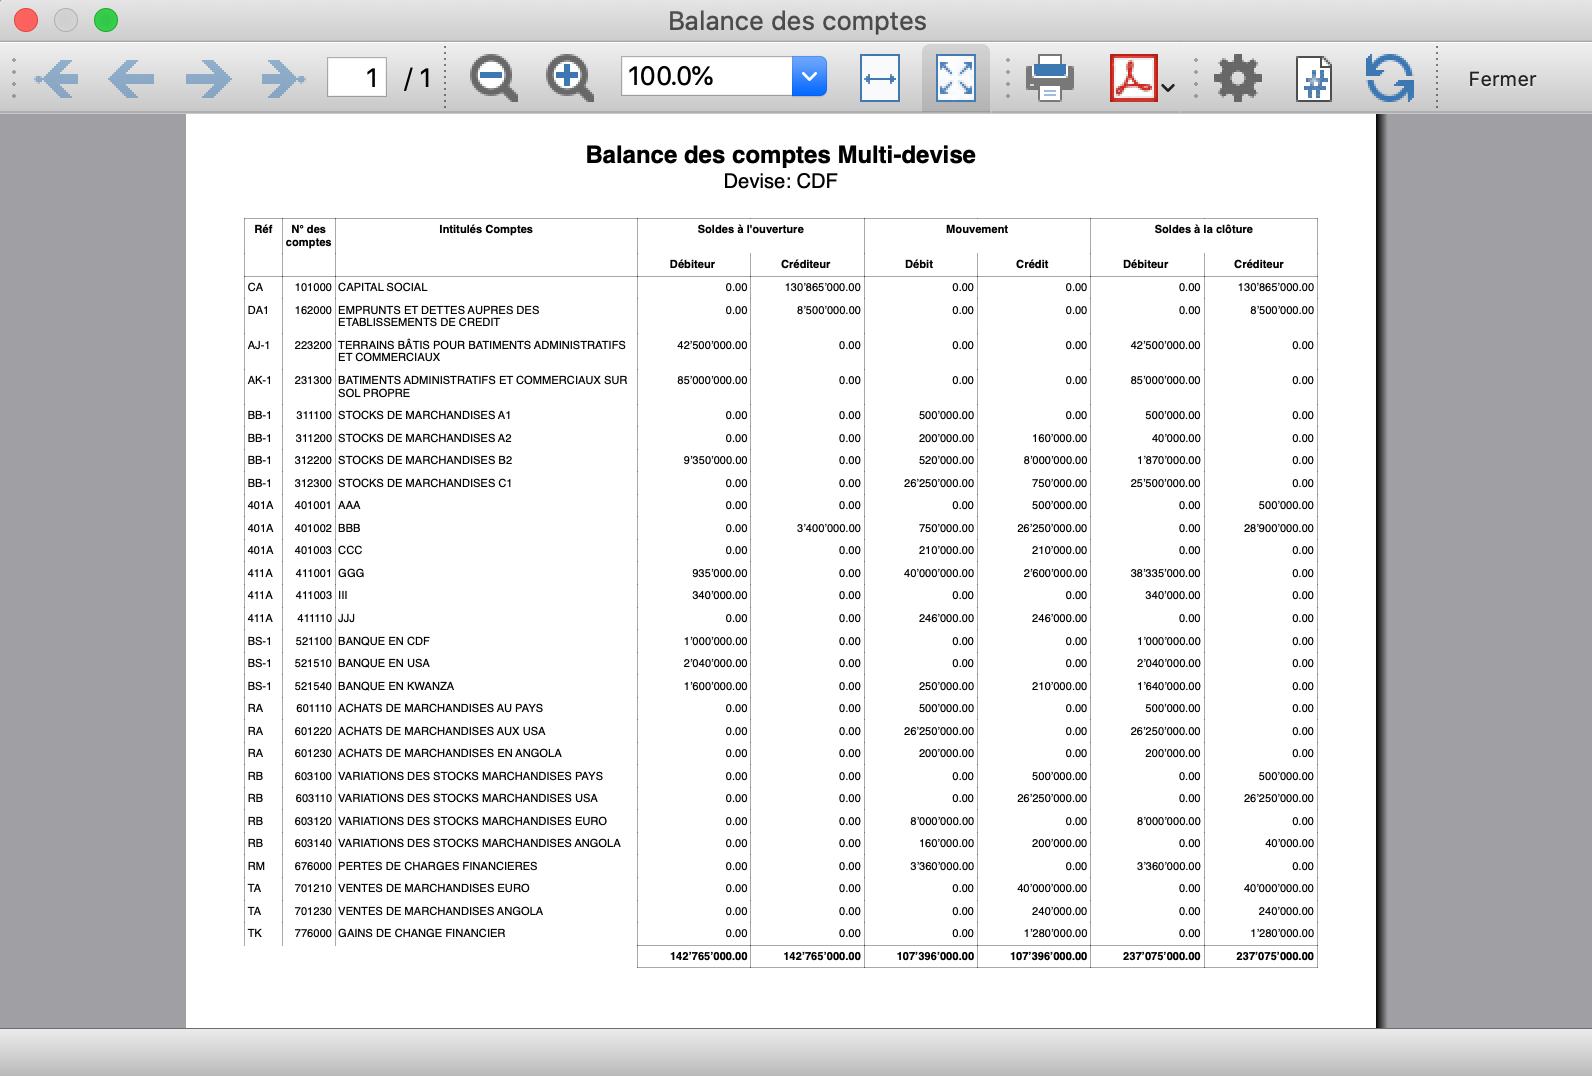 Balance des comptes
1 / 1 100.0% Fermer
Balance des comptes Multi-devise
Devise: CDF
Réf N° des comptes Intitulés Comptes Soldes à l'ouverture Mouvement Soldes à la clôture
Débiteur Créditeur Débit Crédit Débiteur Créditeur
CA 101000 CAPITAL SOCIAL 0.00 130'865'000.00 0.00 0.00 0.00 130'865'000.00
DA1 162000 EMPRUNTS ET DETTES AUPRES DES 0.00 8'500'000.00 0.00 0.00 0.00 8'500'000.00
ETABLISSEMENTS DE CREDIT
AJ-1 223200 TERRAINS BÂTIS POUR BATIMENTS ADMINISTRATIFS 42'500'000.00 0.00 0.00 0.00 42'500'000.00 0.00
ET COMMERCIAUX
AK-1 231300 BATIMENTS ADMINISTRATIFS ET COMMERCIAUX SUR 85'000'000.00 0.00 0.00 0.00 85'000'000.00 0.00
SOL PROPRE
BB-1 311100 STOCKS DE MARCHANDISES A1 0.00 0.00 500'000.00 0.00 500'000.00 0.00
BB-1 311200 STOCKS DE MARCHANDISES A2 0.00 0.00 200'000.00 160'000.00 40'000.00 0.00
BB-1 312200 STOCKS DE MARCHANDISES B2 9'350'000.00 0.00 520'000.00 8'000'000.00 1'870'000.00 0.00
BB-1 312300 STOCKS DE MARCHANDISES C1 0.00 0.00 26'250'000.00 750'000.00 25'500'000.00 0.00
401A 401001 AAA 0.00 0.00 0.00 500'000.00 0.00 500'000.00
401A 401002 BBB 0.00 3'400'000.00 750'000.00 26'250'000.00 0.00 28'900'000.00
401A 401003 CCC 0.00 0.00 210'000.00 210'000.00 0.00 0.00
411A 411001 GGG 935'000.00 0.00 40'000'000.00 2'600'000.00 38'335'000.00 0.00
411A 411003 III 340'000.00 0.00 0.00 0.00 340'000.00 0.00
411A 411110 JJJ 0.00 0.00 246'000.00 246'000.00 0.00 0.00
BS-1 521100 BANQUE EN CDF 1'000'000.00 0.00 0.00 0.00 1'000'000.00 0.00
BS-1 521510 BANQUE EN USA 2'040'000.00 0.00 0.00 0.00 2'040'000.00 0.00
BS-1 521540 BANQUE EN KWANZA 1'600'000.00 0.00 250'000.00 210'000.00 1'640'000.00 0.00
RA 601110 ACHATS DE MARCHANDISES AU PAYS 0.00 0.00 500'000.00 0.00 500'000.00 0.00
RA 601220 ACHATS DE MARCHANDISES AUX USA 0.00 0.00 26'250'000.00 0.00 26'250'000.00 0.00
RA 601230 ACHATS DE MARCHANDISES EN ANGOLA 0.00 0.00 200'000.00 0.00 200'000.00 0.00
RB 603100 VARIATIONS DES STOCKS MARCHANDISES PAYS 0.00 0.00 0.00 500'000.00 0.00 500'000.00
RB 603110 VARIATIONS DES STOCKS MARCHANDISES USA 0.00 0.00 0.00 26'250'000.00 0.00 26'250'000.00
RB 603120 VARIATIONS DES STOCKS MARCHANDISES EURO 0.00 0.00 8'000'000.00 0.00 8'000'000.00 0.00
RB 603140 VARIATIONS DES STOCKS MARCHANDISES ANGOLA 0.00 0.00 160'000.00 200'000.00 0.00 40'000.00
RM 676000 PERTES DE CHARGES FINANCIERES 0.00 0.00 3'360'000.00 0.00 3'360'000.00 0.00
TA 701210 VENTES DE MARCHANDISES EURO 0.00 0.00 0.00 40'000'000.00 0.00 40'000'000.00
TA 701230 VENTES DE MARCHANDISES ANGOLA 0.00 0.00 0.00 240'000.00 0.00 240'000.00
TK 776000 GAINS DE CHANGE FINANCIER 0.00 0.00 0.00 1'280'000.00 0.00 1'280'000.00
142'765'000.00 142'765'000.00 107'396'000.00 107'396'000.00 237'075'000.00 237'075'000.00